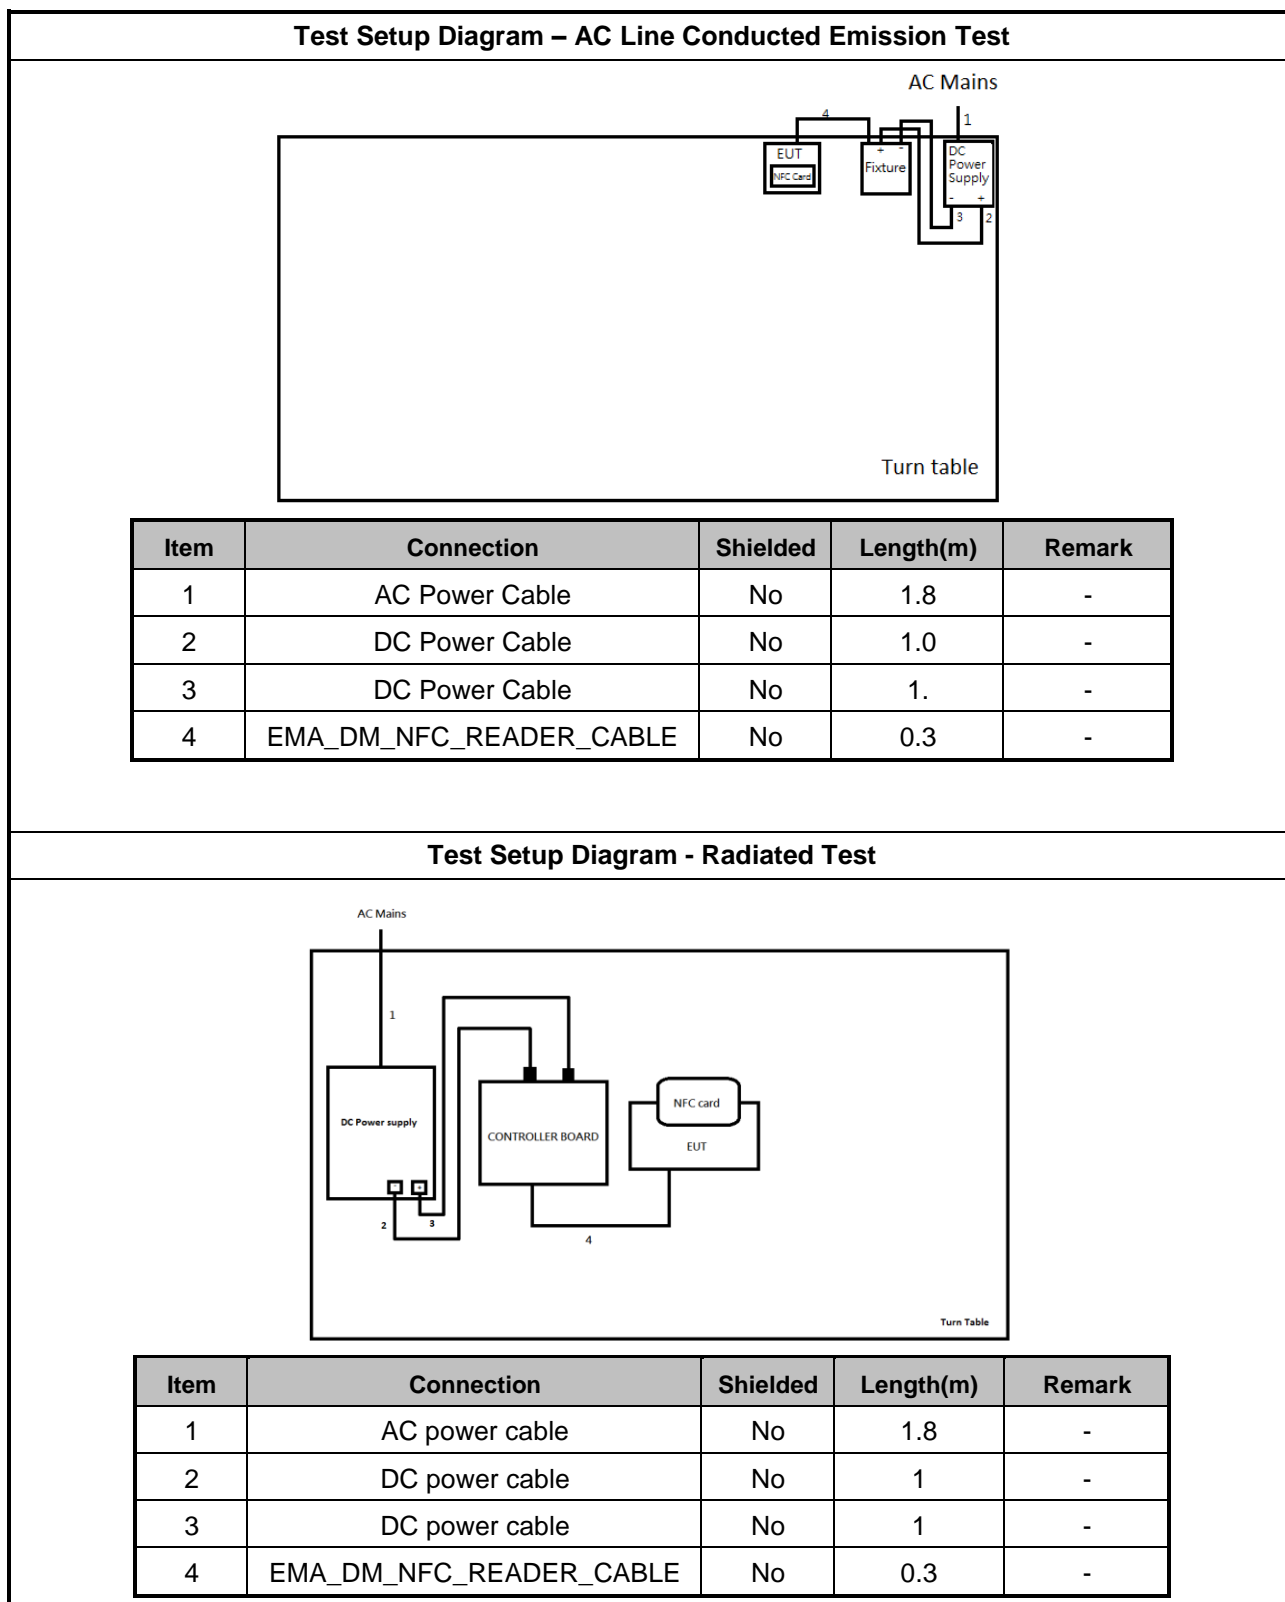 Test Setup Diagram – AC Line Conducted Emission Test
AC Mains
4
1
EUT
NFC Card
+ -
Fixture
DC
Power
Supply
- +
3 2
Turn table
Item Connection Shielded Length(m) Remark
1 AC Power Cable No 1.8 -
2 DC Power Cable No 1.0 -
3 DC Power Cable No 1. -
4 EMA_DM_NFC_READER_CABLE No 0.3 -
Test Setup Diagram - Radiated Test
AC Mains
1
DC Power supply
- +
2 3
CONTROLLER BOARD
NFC card
EUT
4
Turn Table
Item Connection Shielded Length(m) Remark
1 AC power cable No 1.8 -
2 DC power cable No 1 -
3 DC power cable No 1 -
4 EMA_DM_NFC_READER_CABLE No 0.3 -